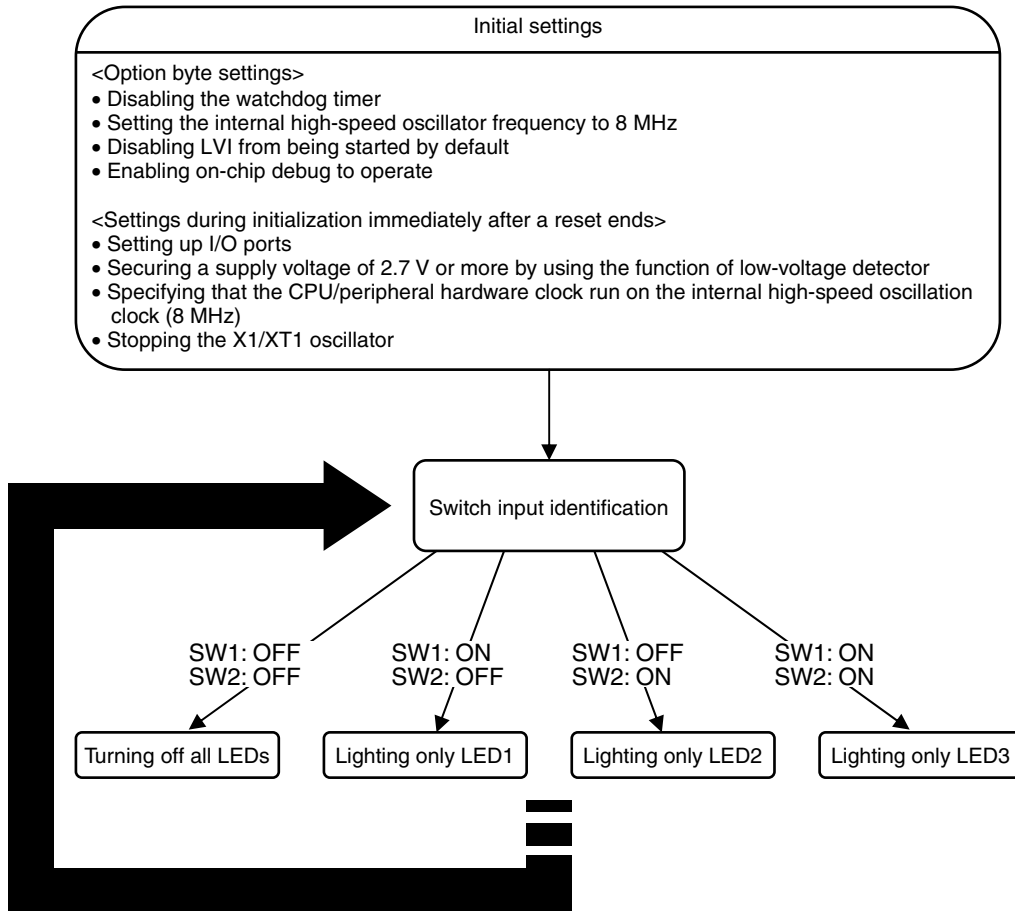 Initial settings
<Option byte settings>
• Disabling the watchdog timer
• Setting the internal high-speed oscillator frequency to 8 MHz
• Disabling LVI from being started by default
• Enabling on-chip debug to operate
<Settings during initialization immediately after a reset ends>
• Setting up I/O ports
• Securing a supply voltage of 2.7 V or more by using the function of low-voltage detector
• Specifying that the CPU/peripheral hardware clock run on the internal high-speed oscillation
clock (8 MHz)
• Stopping the X1/XT1 oscillator
Switch input identification
SW1: OFF
SW2: OFF
SW1: ON
SW2: OFF
SW1: OFF
SW2: ON
SW1: ON
SW2: ON
Turning off all LEDs
Lighting only LED1
Lighting only LED2
Lighting only LED3